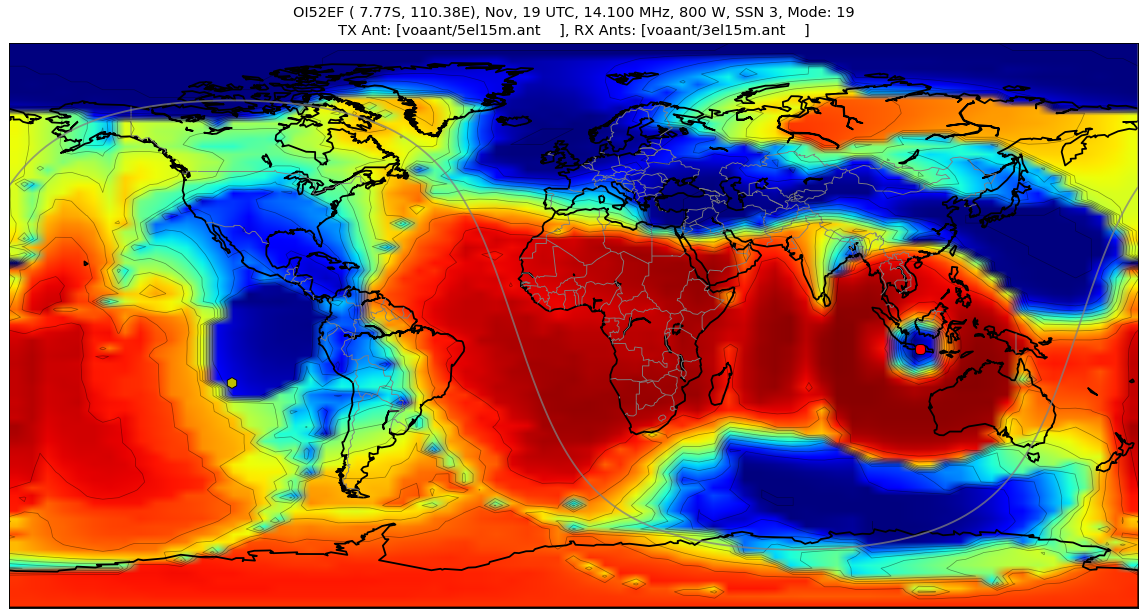 OI52EF ( 7.77S, 110.38E), Nov, 19 UTC, 14.100 MHz, 800 W, SSN 3, Mode: 19
TX Ant: [voaant/5el15m.ant    ], RX Ants: [voaant/3el15m.ant    ]